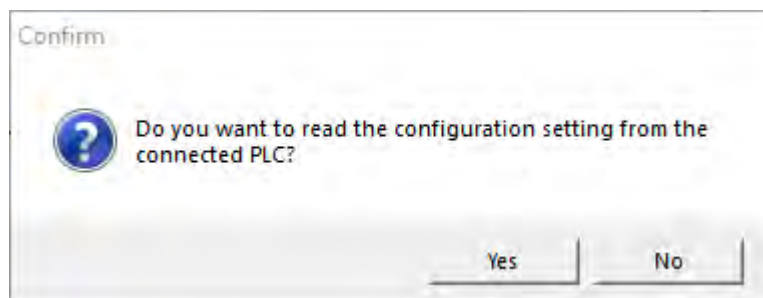 Confirm
Do you want to read the configuration setting from the
connected PLC?
Yes
No